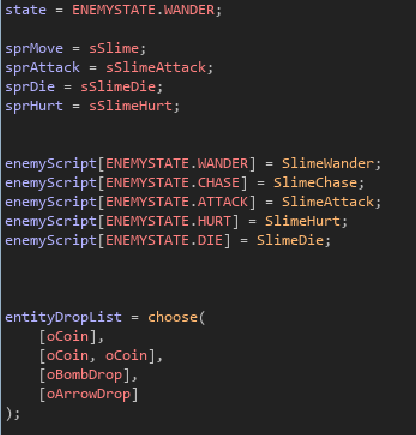 state = ENEMYSTATE.WANDER;
sprMove = sSlime;
sprAttack = sSlimeAttack;
sprDie = sSlimeDie;
sprHurt = sSlimeHurt;
enemyScript[ENEMYSTATE.WANDER] = SlimeWander;
enemyScript[ENEMYSTATE.CHASE] = SlimeChase;
enemyScript[ENEMYSTATE.ATTACK] = SlimeAttack;
enemyScript[ENEMYSTATE.HURT] = SlimeHurt;
enemyScript[ENEMYSTATE.DIE] = SlimeDie;
entityDropList = choose(
    [oCoin],
    [oCoin, oCoin],
    [oBombDrop],
    [oArrowDrop]
);